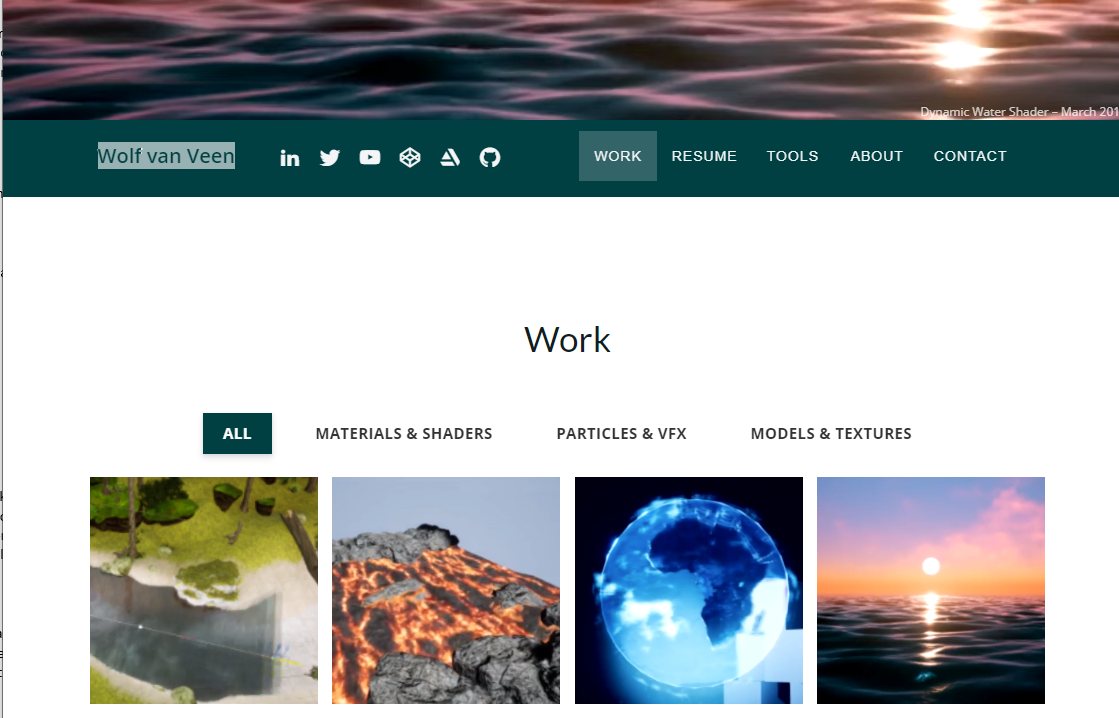 Dynamic Water Shader – March 201
Wolf van Veen
WORK RESUME TOOLS ABOUT CONTACT
Work
ALL MATERIALS & SHADERS PARTICLES & VFX MODELS & TEXTURES